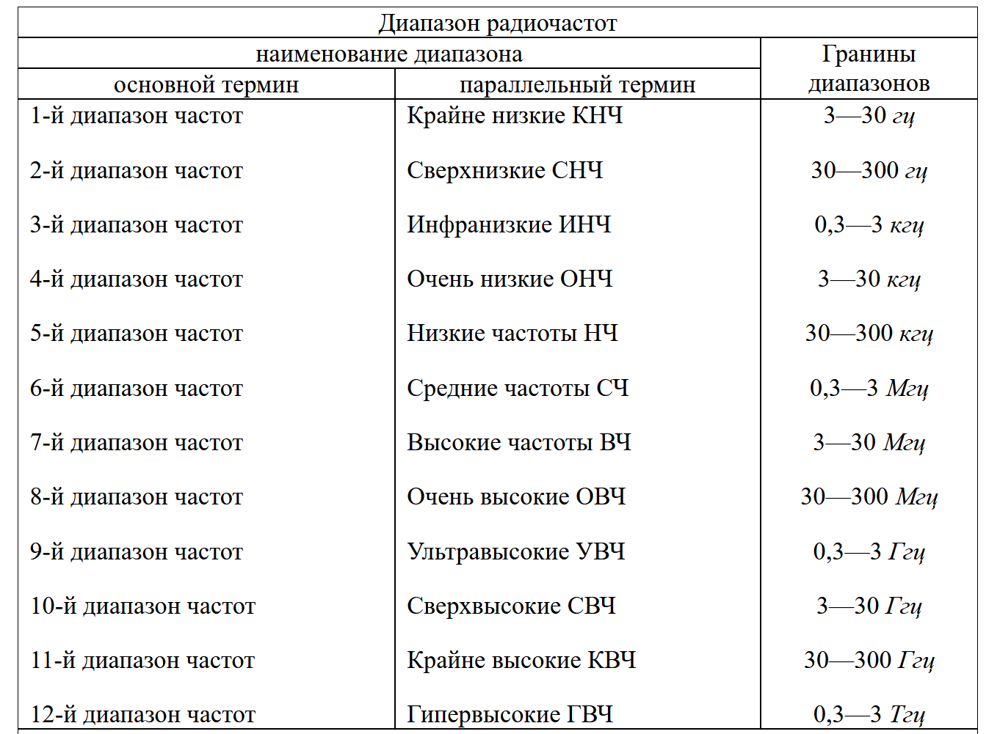 Диапазон радиочастот
наименование диапазона
Гранины
диапазонов
основной термин
параллельный термин
1-й диапазон частот Крайне низкие КНЧ 3—30 гц
2-й диапазон частот Сверхнизкие СНЧ 30—300 гц
3-й диапазон частот Инфранизкие ИНЧ 0,3—3 кгц
4-й диапазон частот Очень низкие ОНЧ 3—30 кгц
5-й диапазон частот Низкие частоты НЧ 30—300 кгц
6-й диапазон частот Средние частоты СЧ 0,3—3 Мгц
7-й диапазон частот Высокие частоты ВЧ 3—30 Мгц
8-й диапазон частот Очень высокие ОВЧ 30—300 Мгц
9-й диапазон частот Ультравысокие УВЧ 0,3—3 Ггц
10-й диапазон частот Сверхвысокие СВЧ 3—30 Ггц
11-й диапазон частот Крайне высокие КВЧ 30—300 Ггц
12-й диапазон частот Гипервысокие ГВЧ 0,3—3 Тгц